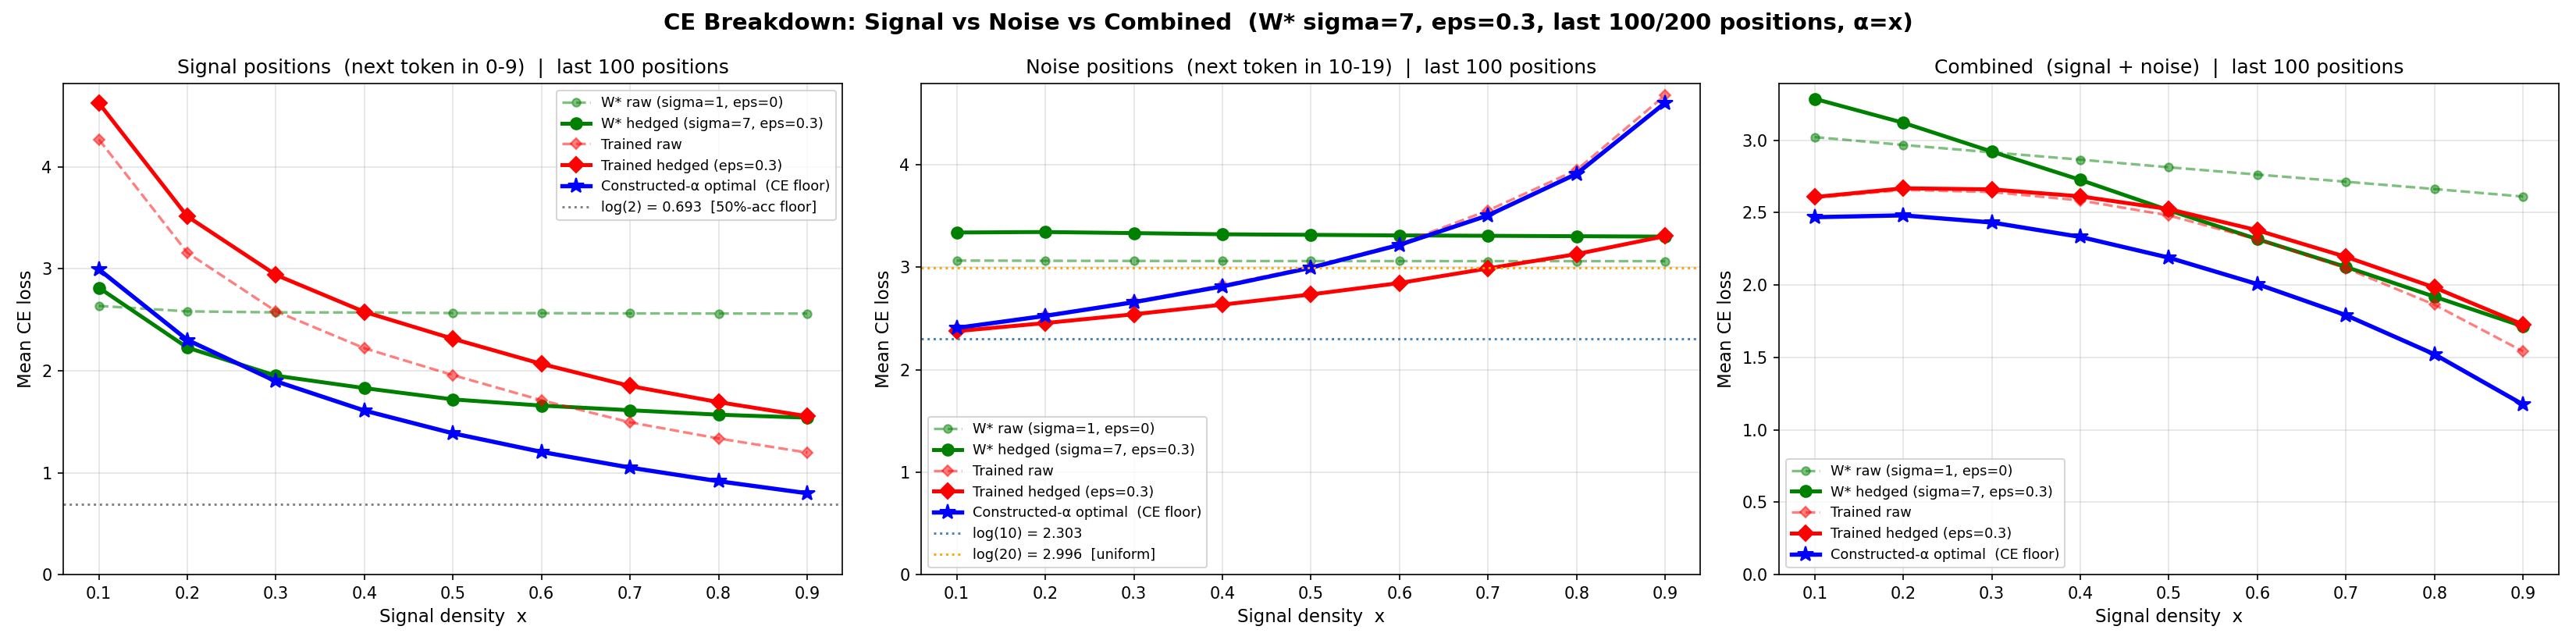 CE Breakdown: Signal vs Noise vs Combined (W* sigma=7, eps=0.3, last 100/200 positions, α=x)
Signal positions (next token in 0-9) | last 100 positions
Mean CE loss
4
3
2
1
0
0.1 0.2 0.3 0.4 0.5 0.6 0.7 0.8 0.9
Signal density x
W* raw (sigma=1, eps=0)
W* hedged (sigma=7, eps=0.3)
Trained raw
Trained hedged (eps=0.3)
Constructed-α optimal (CE floor)
log(2) = 0.693 [50%-acc floor]
Noise positions (next token in 10-19) | last 100 positions
Mean CE loss
4
3
2
1
0
0.1 0.2 0.3 0.4 0.5 0.6 0.7 0.8 0.9
Signal density x
W* raw (sigma=1, eps=0)
W* hedged (sigma=7, eps=0.3)
Trained raw
Trained hedged (eps=0.3)
Constructed-α optimal (CE floor)
log(10) = 2.303
log(20) = 2.996 [uniform]
Combined (signal + noise) | last 100 positions
Mean CE loss
3.0
2.5
2.0
1.5
1.0
0.5
0.0
0.1 0.2 0.3 0.4 0.5 0.6 0.7 0.8 0.9
Signal density x
W* raw (sigma=1, eps=0)
W* hedged (sigma=7, eps=0.3)
Trained raw
Trained hedged (eps=0.3)
Constructed-α optimal (CE floor)